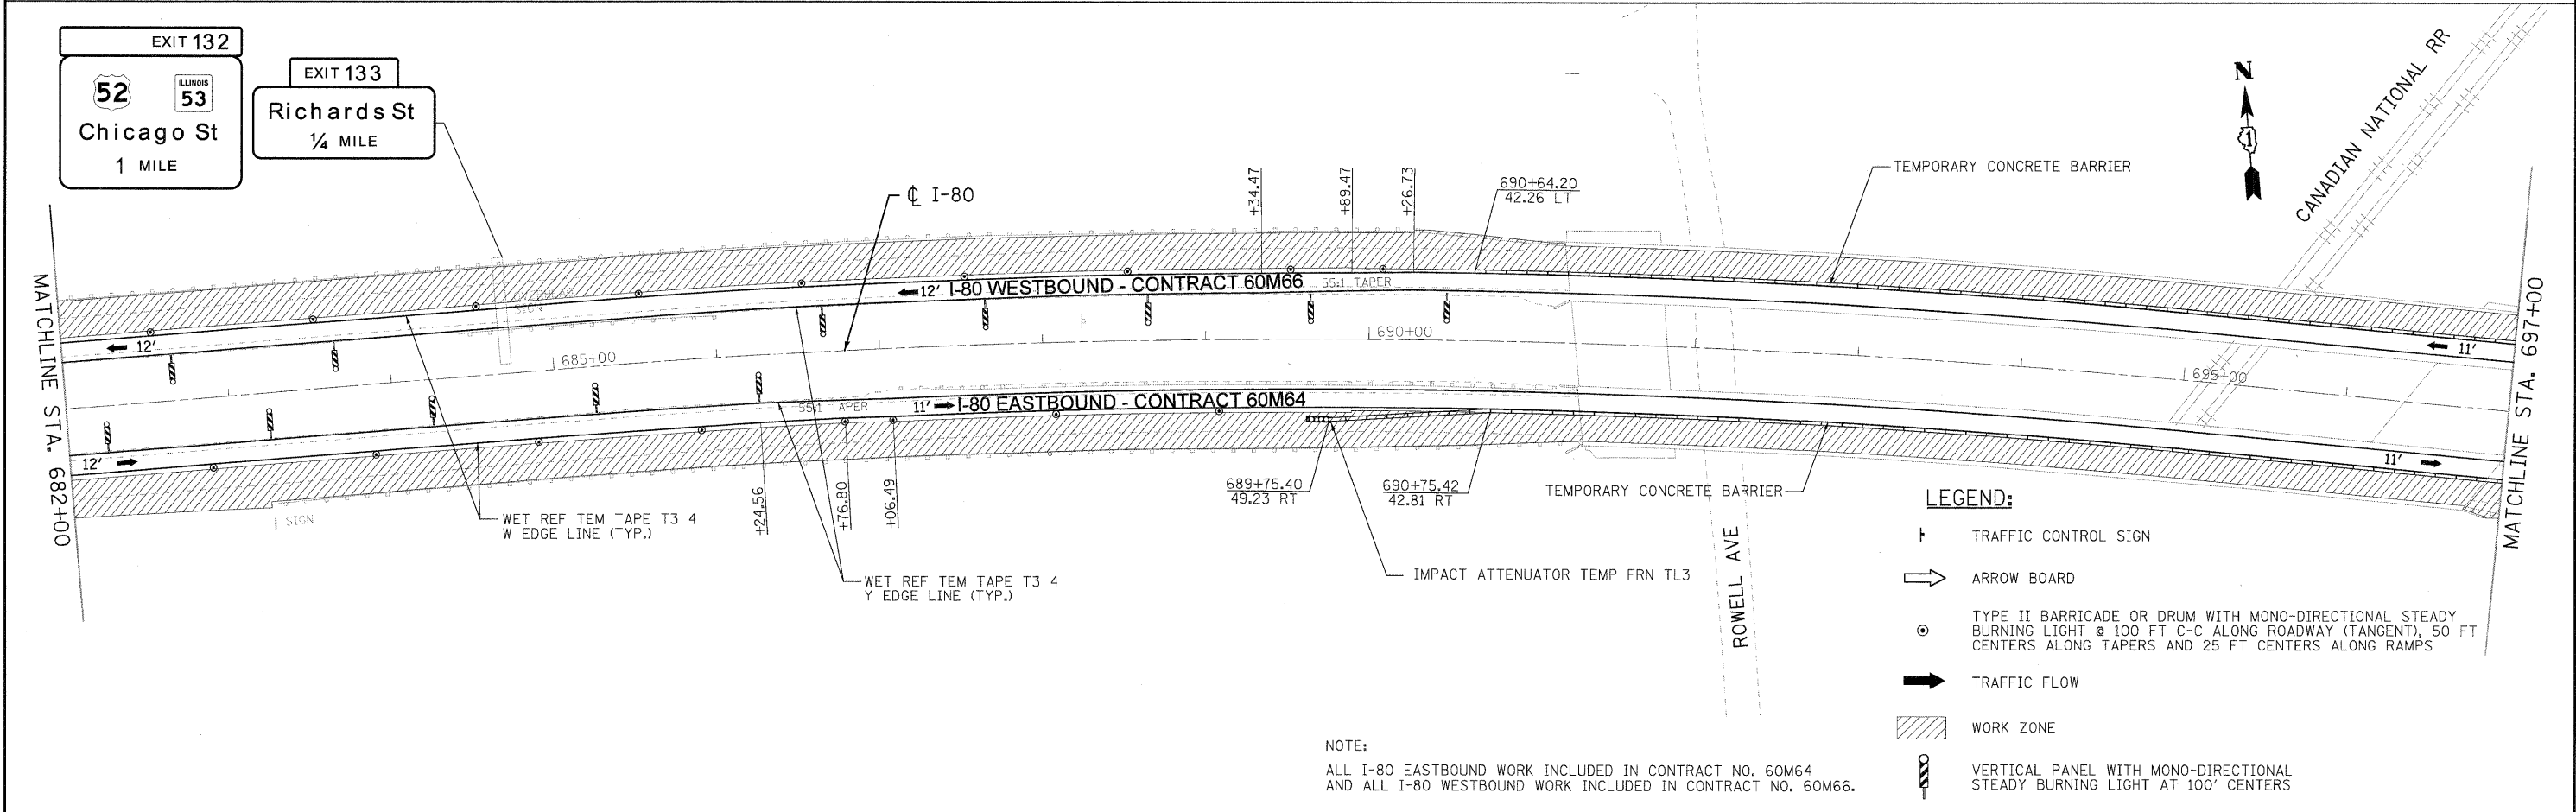 EXIT 132
52
ILLINOIS
53
Chicago St
1 MILE
EXIT 133
Richards St
¼ MILE
℄ I-80
+34.47
+89.47
+26.73
690+64.20
42.26 LT
TEMPORARY CONCRETE BARRIER
N
1
CANADIAN NATIONAL RR
MATCHLINE STA. 682+00
MATCHLINE STA. 697+00
OVERHEAD
SIGN
12' I-80 WESTBOUND - CONTRACT 60M66
55:1 TAPER
12'
11'
685+00
690+00
695+00
55:1 TAPER
11' I-80 EASTBOUND - CONTRACT 60M64
12'
11'
SIGN
+24.56
+76.80
+06.49
689+75.40
49.23 RT
690+75.42
42.81 RT
TEMPORARY CONCRETE BARRIER
WET REF TEM TAPE T3 4
W EDGE LINE (TYP.)
WET REF TEM TAPE T3 4
Y EDGE LINE (TYP.)
IMPACT ATTENUATOR TEMP FRN TL3
ROWELL AVE
LEGEND:
TRAFFIC CONTROL SIGN
ARROW BOARD
TYPE II BARRICADE OR DRUM WITH MONO-DIRECTIONAL STEADY
BURNING LIGHT @ 100 FT C-C ALONG ROADWAY (TANGENT), 50 FT
CENTERS ALONG TAPERS AND 25 FT CENTERS ALONG RAMPS
TRAFFIC FLOW
WORK ZONE
VERTICAL PANEL WITH MONO-DIRECTIONAL
STEADY BURNING LIGHT AT 100' CENTERS
NOTE:
ALL I-80 EASTBOUND WORK INCLUDED IN CONTRACT NO. 60M64
AND ALL I-80 WESTBOUND WORK INCLUDED IN CONTRACT NO. 60M66.